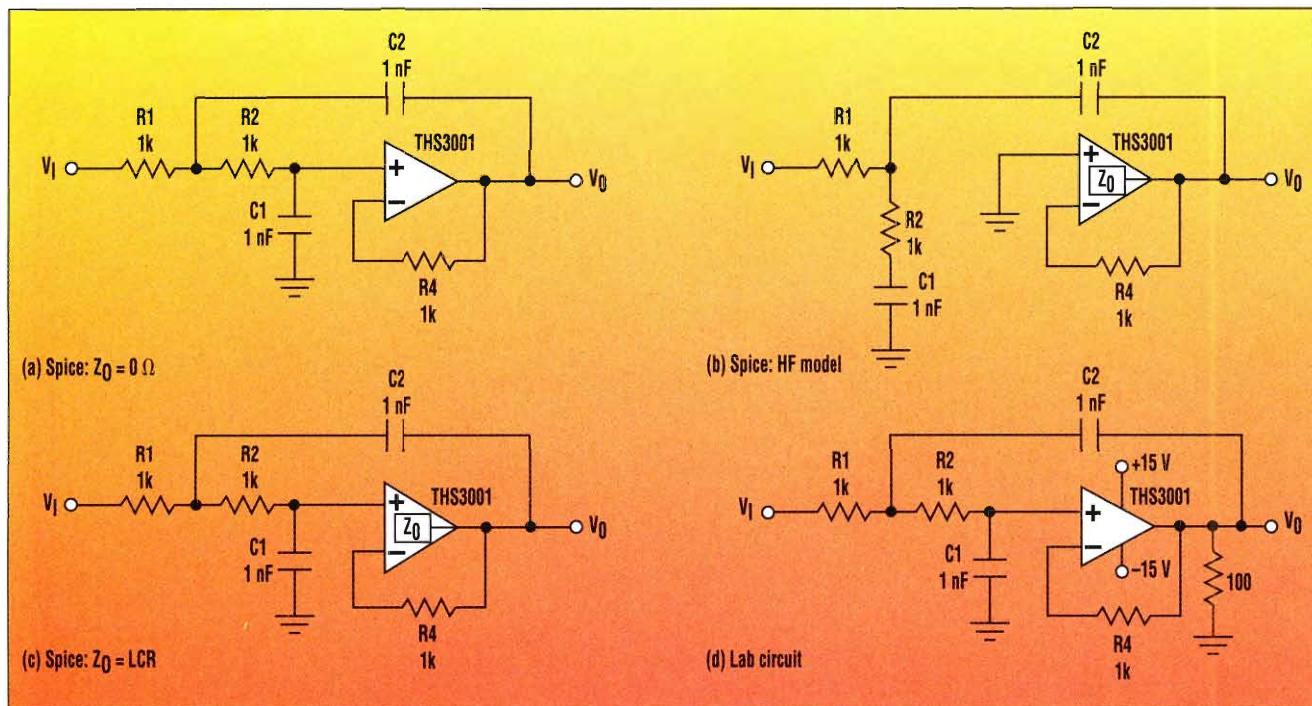 C2
1 nF
R1
1k
R2
1k
THS3001
VI
+
−
VO
C1
1 nF
R4
1k
(a) Spice: ZO = 0 Ω
C2
1 nF
R1
1k
THS3001
VI
+
ZO
−
VO
R2
1k
C1
1 nF
R4
1k
(b) Spice: HF model
C2
1 nF
R1
1k
R2
1k
THS3001
VI
+
ZO
−
VO
C1
1 nF
R4
1k
(c) Spice: ZO = LCR
C2
1 nF
R1
1k
R2
1k
+15 V
THS3001
VI
+
−
VO
C1
1 nF
−15 V
100
R4
1k
(d) Lab circuit